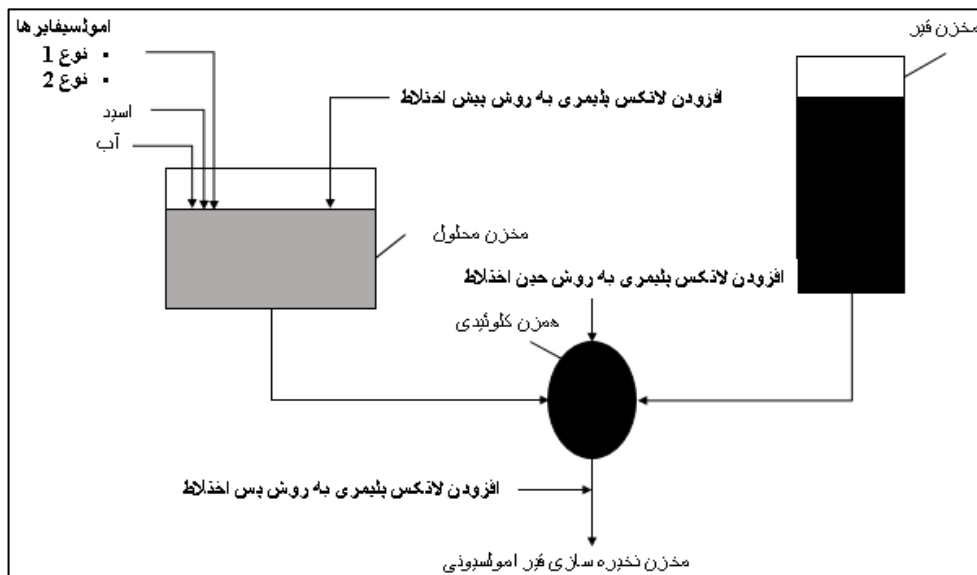 امولسیفایرها
▪ نوع 1
▪ نوع 2
اسید
آب
افزودن لاتکس پلیمری به روش پیش اختلاط
مخزن قیر
مخزن محلول
افزودن لاتکس پلیمری به روش حین اختلاط
همزن کلوئیدی
افزودن لاتکس پلیمری به روش پس اختلاط
مخزن ذخیره سازی قیر امولسیونی